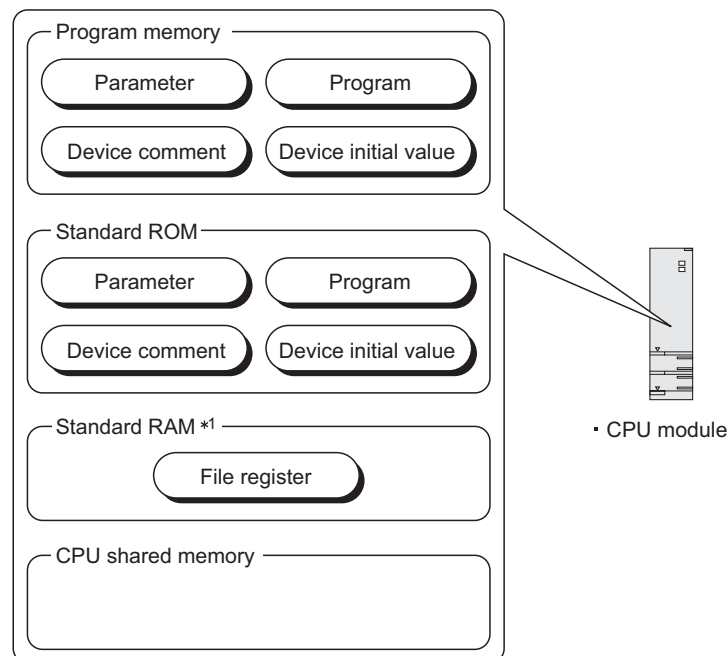 Program memory
Parameter
Program
Device comment
Device initial value
Standard ROM
Parameter
Program
Device comment
Device initial value
Standard RAM *1
File register
CPU shared memory
· CPU module